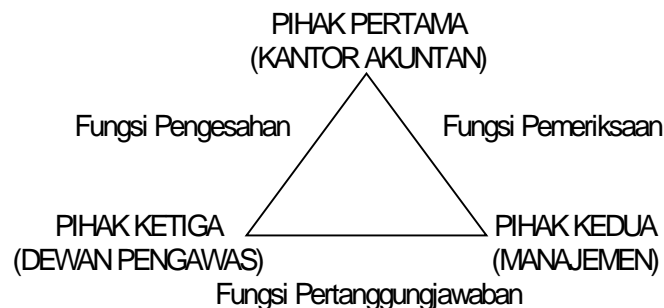 PIHAK PERTAMA
(KANTOR AKUNTAN)
Fungsi Pengesahan
Fungsi Pemeriksaan
PIHAK KETIGA
(DEWAN PENGAWAS)
PIHAK KEDUA
(MANAJEMEN)
Fungsi Pertanggungjawaban